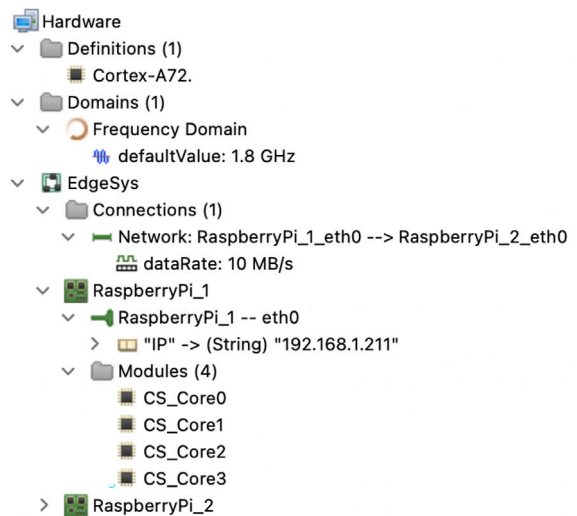 Hardware
Definitions (1)
Cortex-A72.
Domains (1)
Frequency Domain
defaultValue: 1.8 GHz
EdgeSys
Connections (1)
Network: RaspberryPi_1_eth0 --> RaspberryPi_2_eth0
dataRate: 10 MB/s
RaspberryPi_1
RaspberryPi_1 -- eth0
"IP" -> (String) "192.168.1.211"
Modules (4)
CS_Core0
CS_Core1
CS_Core2
CS_Core3
RaspberryPi_2